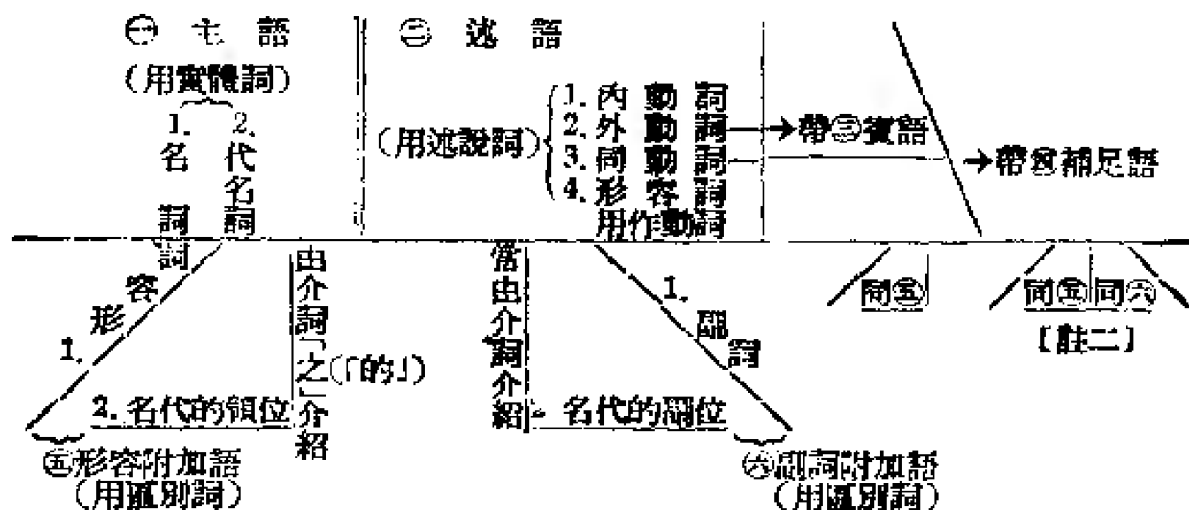 ㊀主語
㊁述語
(用實體詞)
1.名詞
2.代名詞
(用述說詞)
1.內動詞
2.外動詞→帶㊂賓語
3.同動詞→帶㊃補足語
4.形容詞
用作動詞
1.形容詞
由介詞「之」(「的」)介紹
2.名代的領位
㊄形容附加語
(用區別詞)
常由介詞介紹
1.副詞
名代的副位
㊅副詞附加語
(用區別詞)
同㊄
同㊄同㊅
[註二]